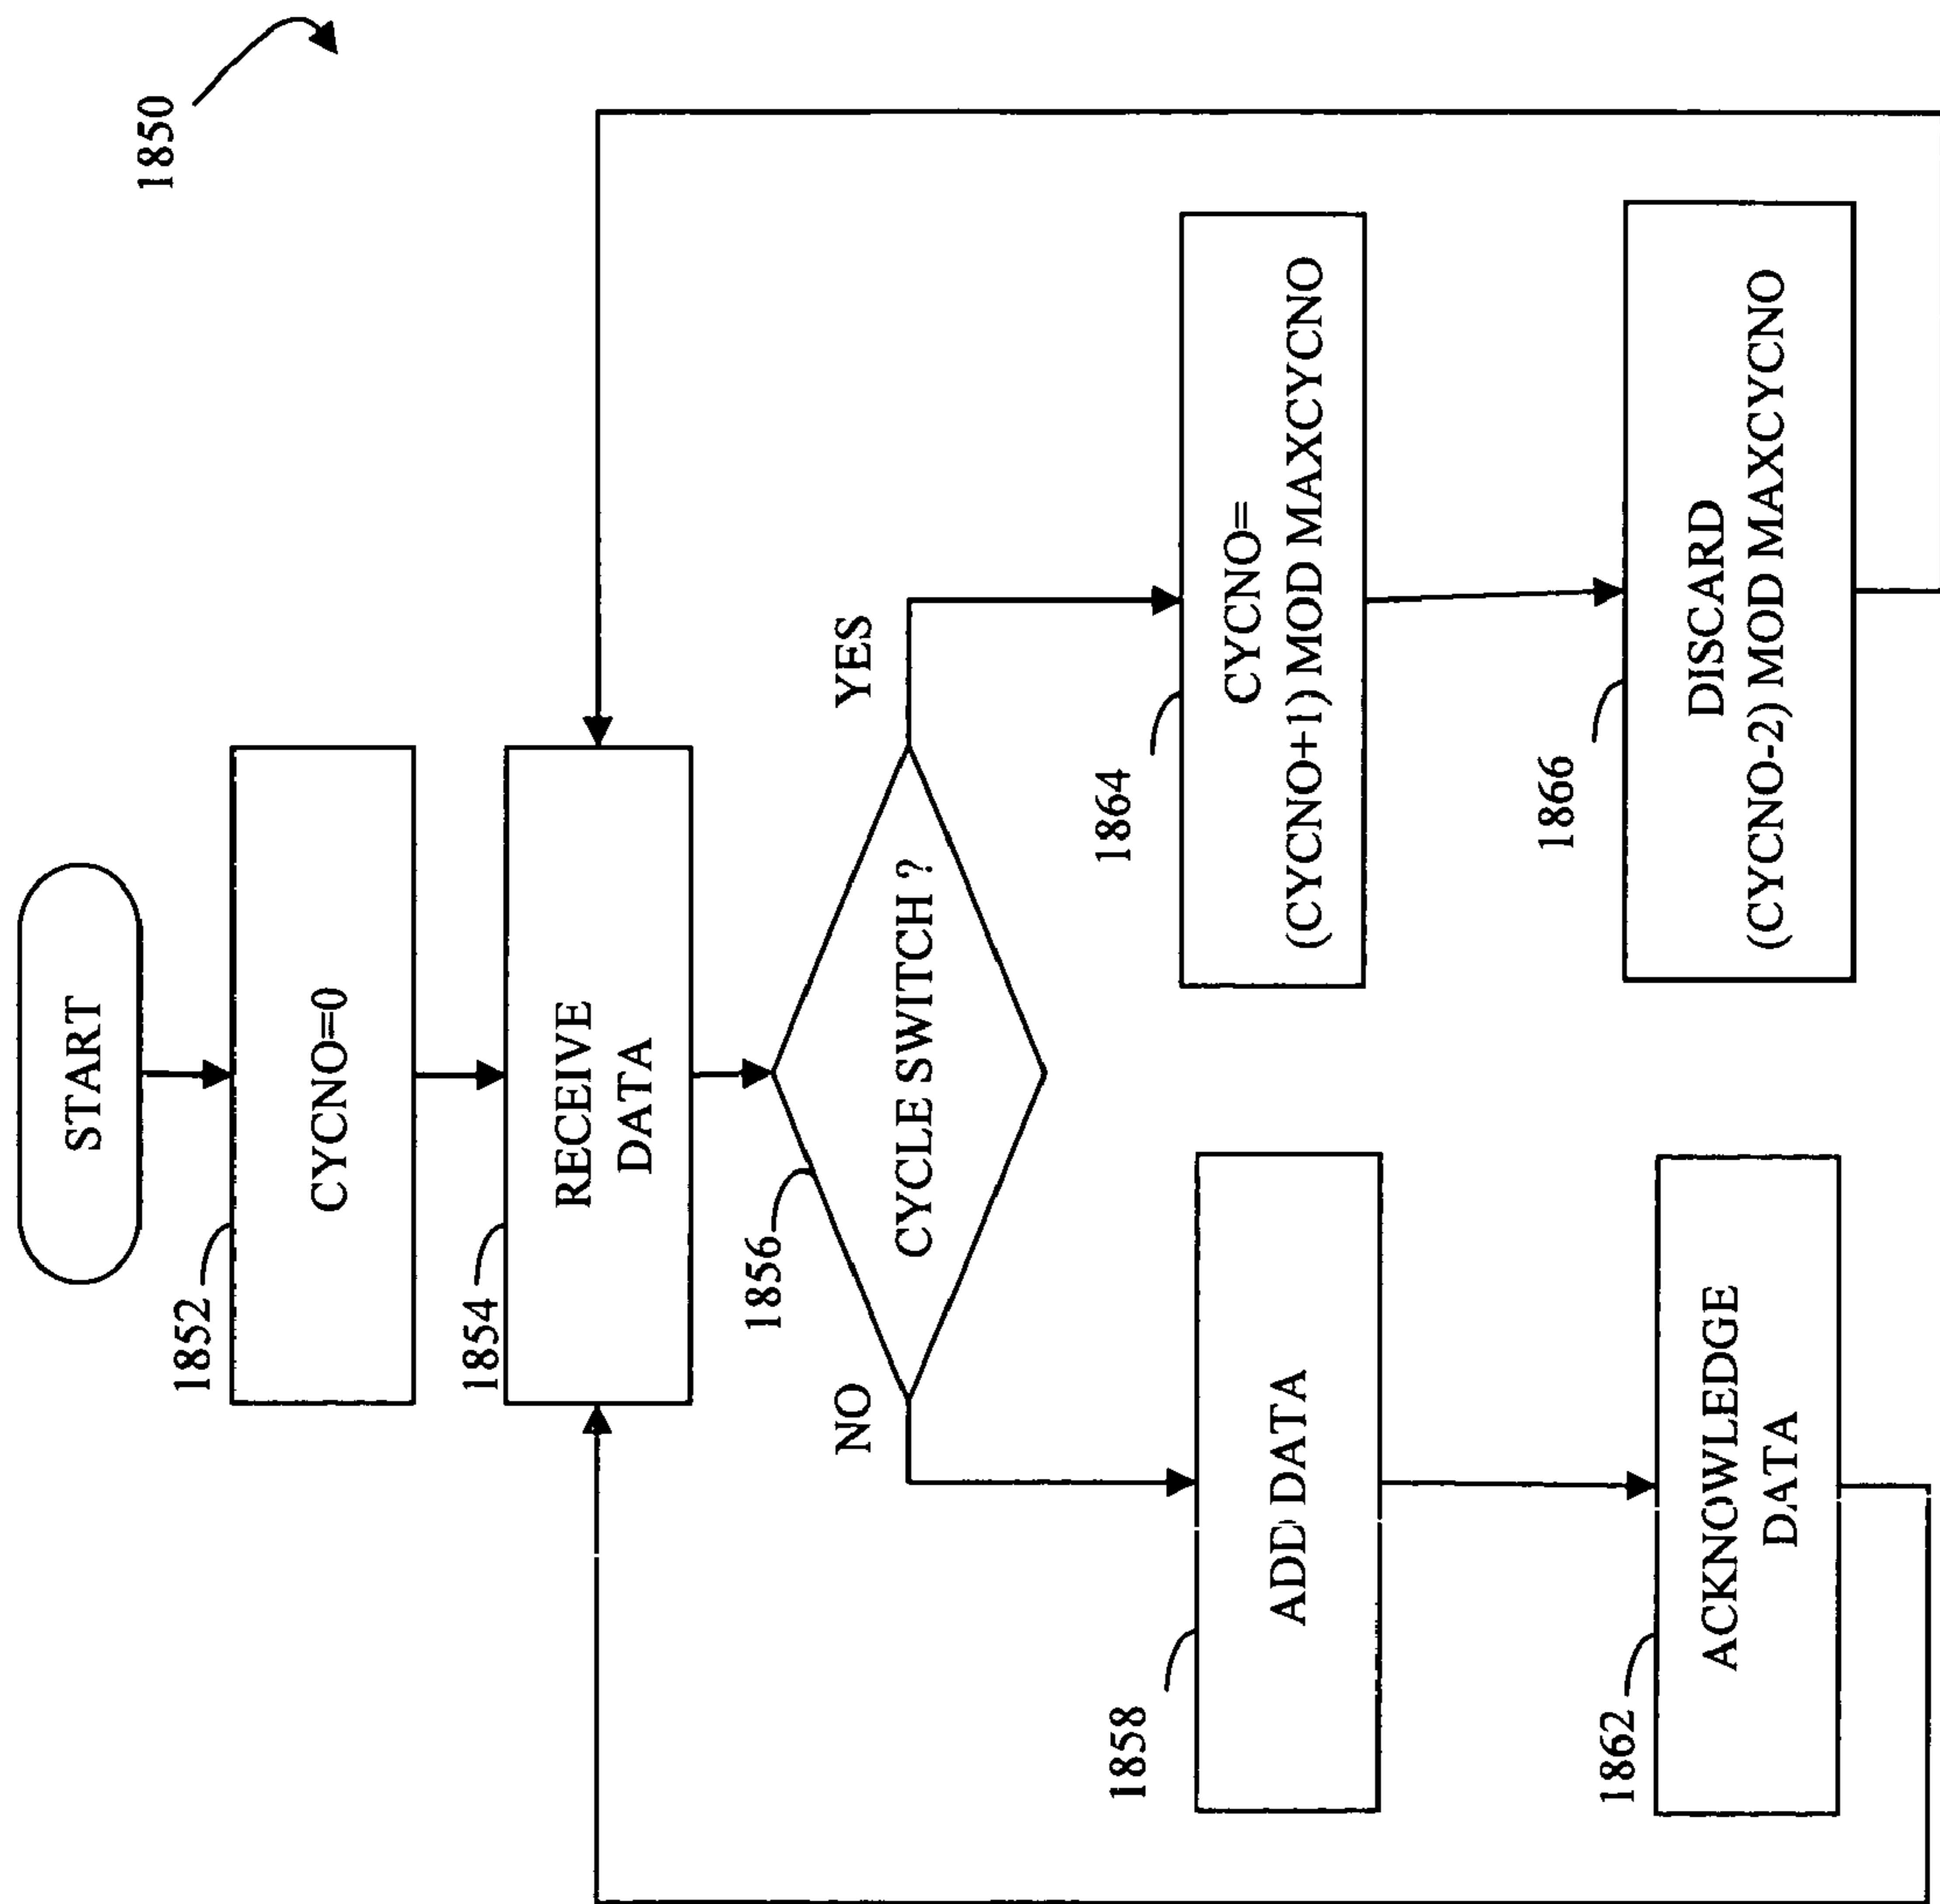 1850
START
1852
CYCNO=0
1854
RECEIVE
DATA
1856
CYCLE SWITCH ?
NO
YES
1858
ADD DATA
1862
ACKNOWLEDGE
DATA
1864
CYCNO=
(CYCNO+1) MOD MAXCYCNO
1866
DISCARD
(CYCNO-2) MOD MAXCYCNO